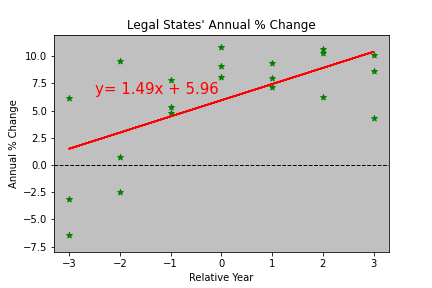 Legal States' Annual % Change
10.0
7.5
y= 1.49x + 5.96
5.0
2.5
0.0
−2.5
−5.0
−7.5
Annual % Change
−3 −2 −1 0 1 2 3
Relative Year